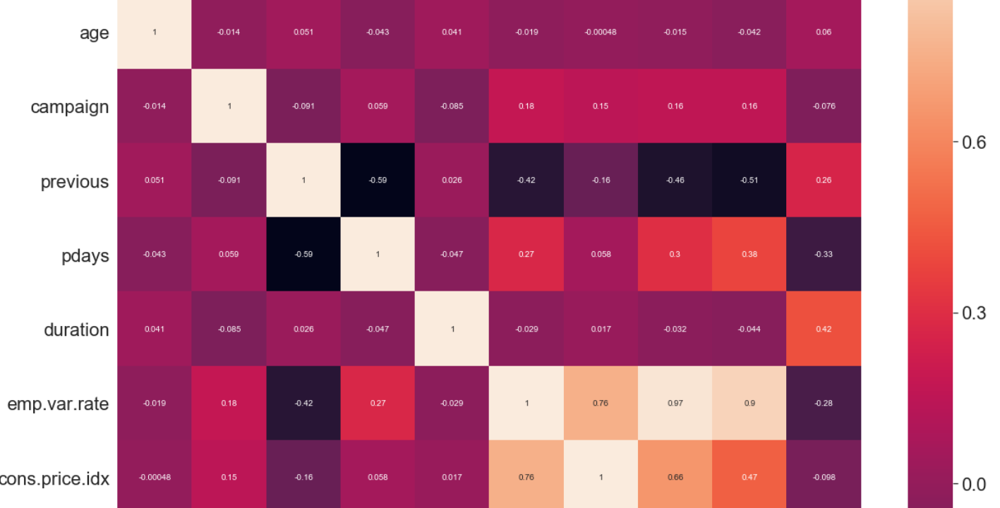 age 1 -0.014 0.051 -0.043 0.041 -0.019 -0.00048 -0.015 -0.042 0.06
campaign -0.014 1 -0.091 0.059 -0.085 0.18 0.15 0.16 0.16 -0.076
0.6
previous 0.051 -0.091 1 -0.59 0.026 -0.42 -0.16 -0.46 -0.51 0.26
pdays -0.043 0.059 -0.59 1 -0.047 0.27 0.058 0.3 0.38 -0.33
0.3
duration 0.041 -0.085 0.026 -0.047 1 -0.029 0.017 -0.032 -0.044 0.42
emp.var.rate -0.019 0.18 -0.42 0.27 -0.029 1 0.76 0.97 0.9 -0.28
cons.price.idx -0.00048 0.15 -0.16 0.058 0.017 0.76 1 0.66 0.47 -0.098
0.0